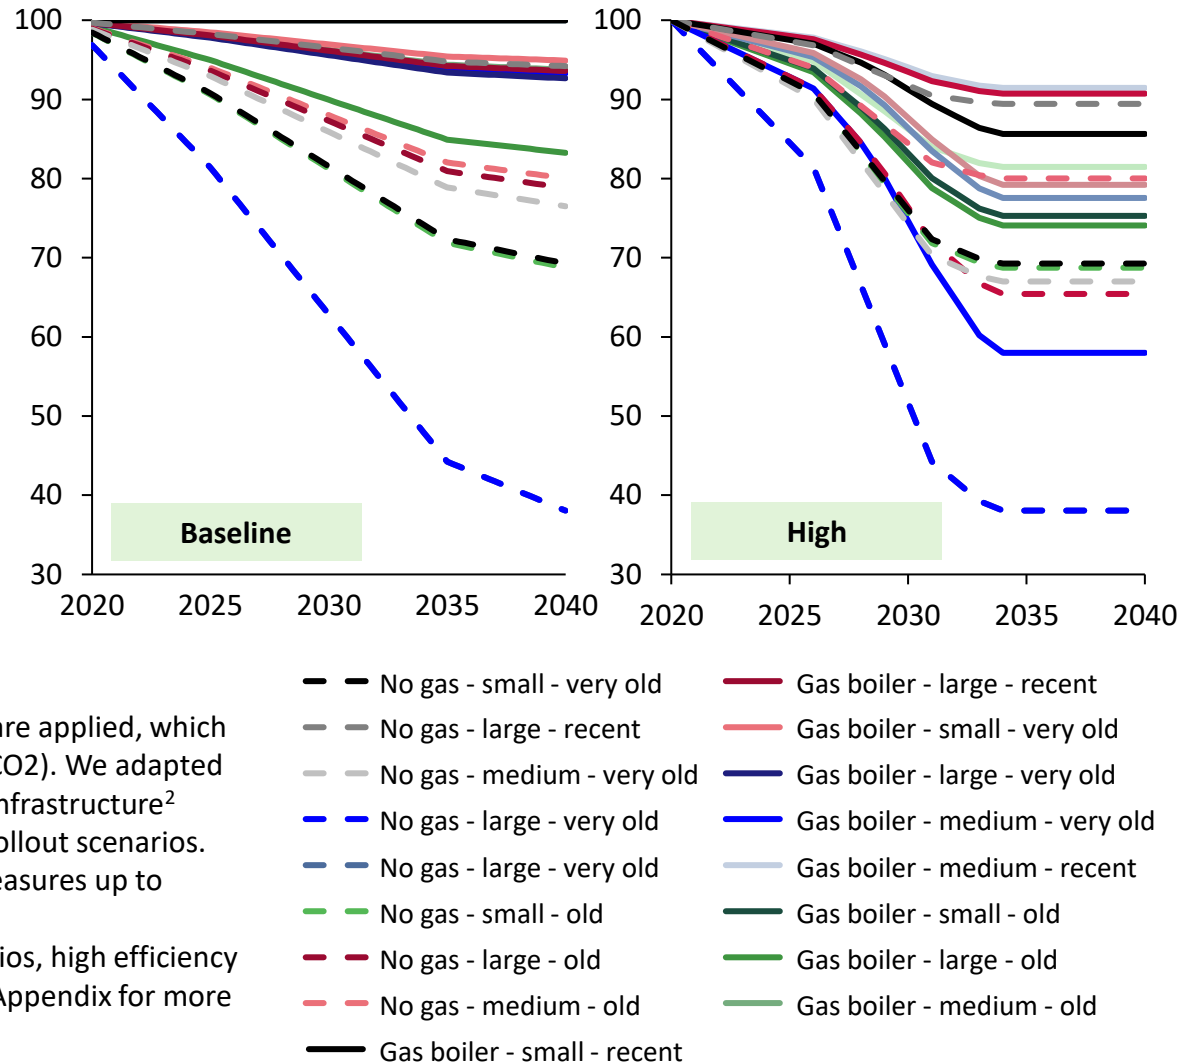 100
90
80
70
60
50
40
30
2020 2025 2030 2035 2040
Baseline
100
90
80
70
60
50
40
30
2020 2025 2030 2035 2040
High
are applied, which
CO2). We adapted
nfrastructure²
ollout scenarios.
easures up to
ios, high efficiency
Appendix for more
No gas - small - very old
No gas - large - recent
No gas - medium - very old
No gas - large - very old
No gas - large - very old
No gas - small - old
No gas - large - old
No gas - medium - old
Gas boiler - small - recent
Gas boiler - large - recent
Gas boiler - small - very old
Gas boiler - large - very old
Gas boiler - medium - very old
Gas boiler - medium - recent
Gas boiler - small - old
Gas boiler - large - old
Gas boiler - medium - old